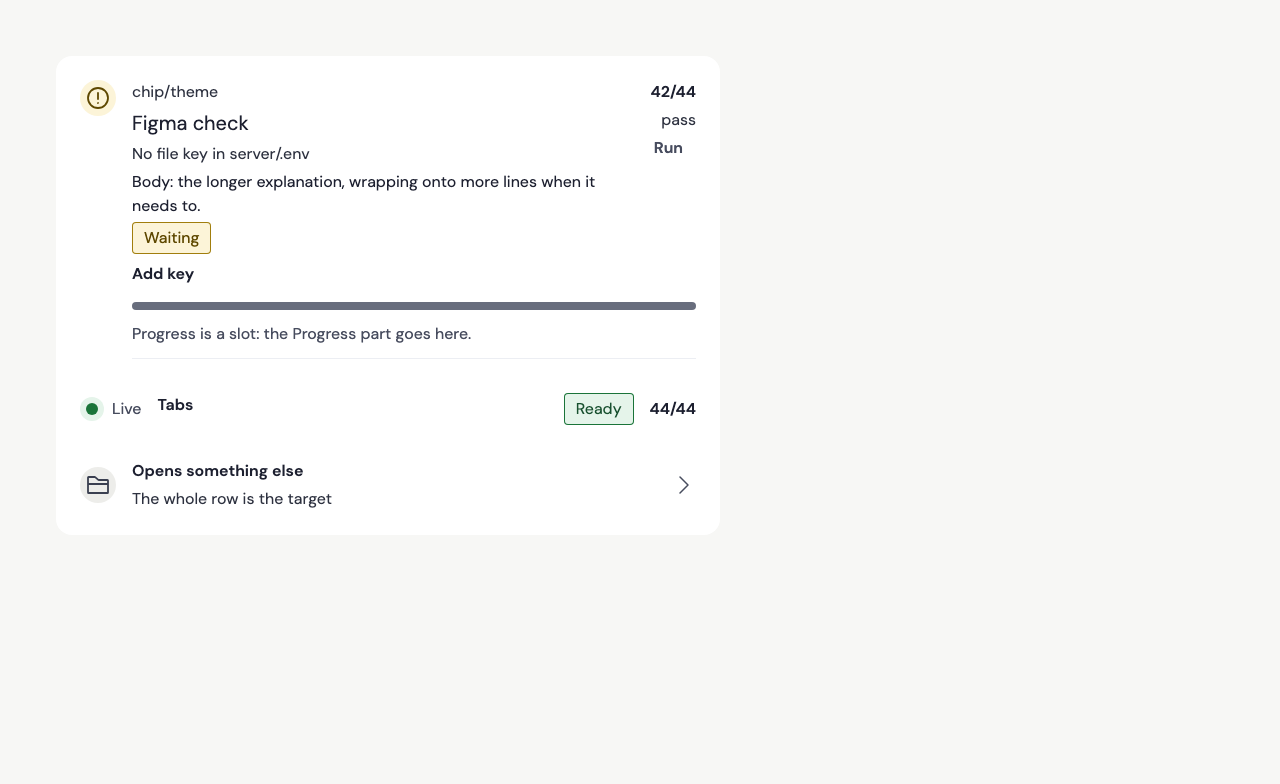 chip/theme
42/44
Figma check
pass
No file key in server/.env
Run
Body: the longer explanation, wrapping onto more lines when it
needs to.
Waiting
Add key
Progress is a slot: the Progress part goes here.
Live
Tabs
Ready
44/44
Opens something else
The whole row is the target